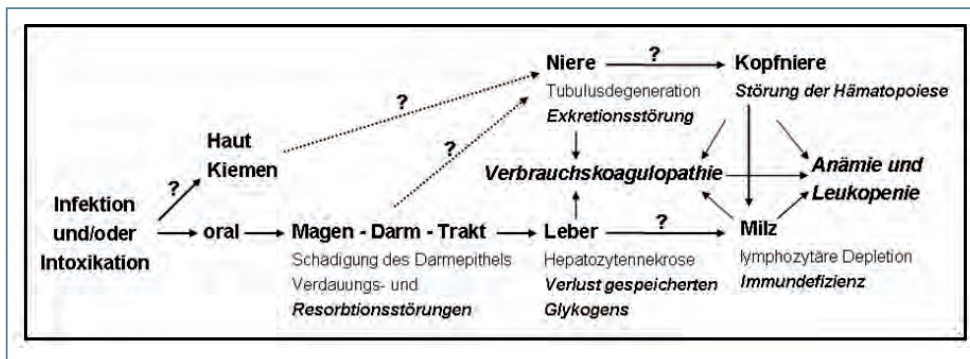 Niere
?
Kopfniere
Tubulusdegeneration
Exkretionsstörung
Störung der Hämatopoiese
?
Haut
Kiemen
?
?
Verbrauchskoagulopathie
Anämie und
Leukopenie
Infektion
und/oder
Intoxikation
oral
Magen - Darm - Trakt
Leber
?
Milz
Schädigung des Darmepithels
Verdauungs- und
Resorbtionsstörungen
Hepatozytennekrose
Verlust gespeicherten
Glykogens
lymphozytäre Depletion
Immundefizienz